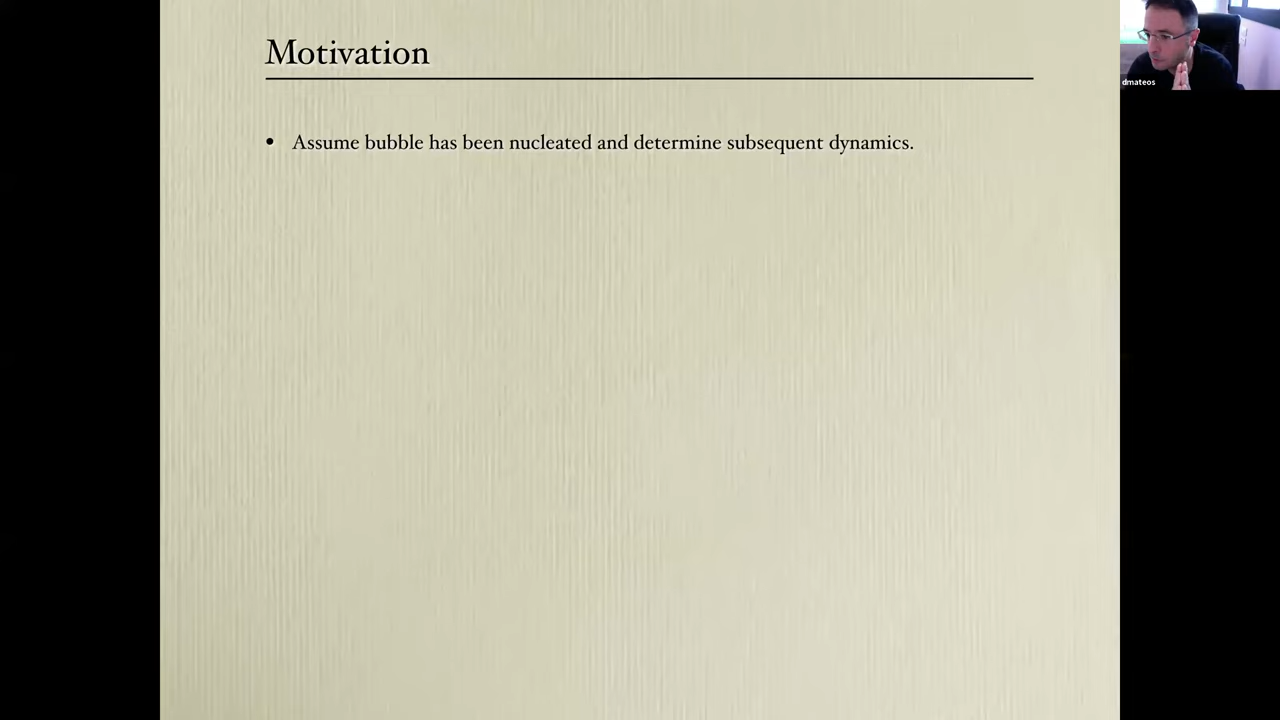 Motivation
• Assume bubble has been nucleated and determine subsequent dynamics.
dmateos